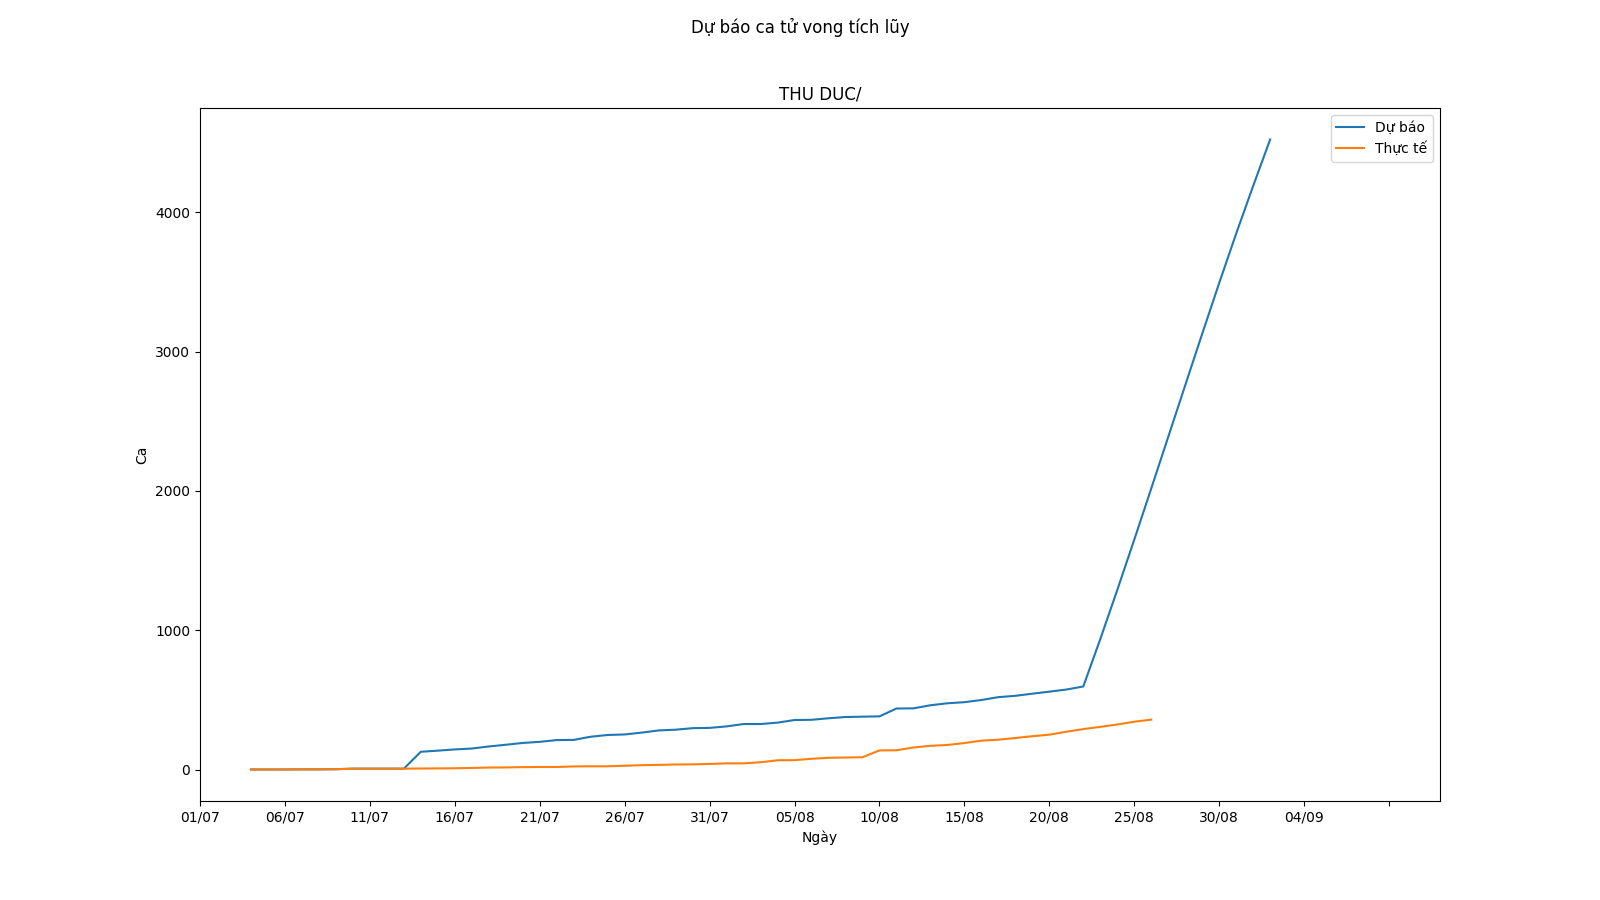 Dự báo ca tử vong tích lũy
THU DUC/
Dự báo
Thực tế
4000
3000
2000
1000
0
Ca
01/07 06/07 11/07 16/07 21/07 26/07 31/07 05/08 10/08 15/08 20/08 25/08 30/08 04/09
Ngày